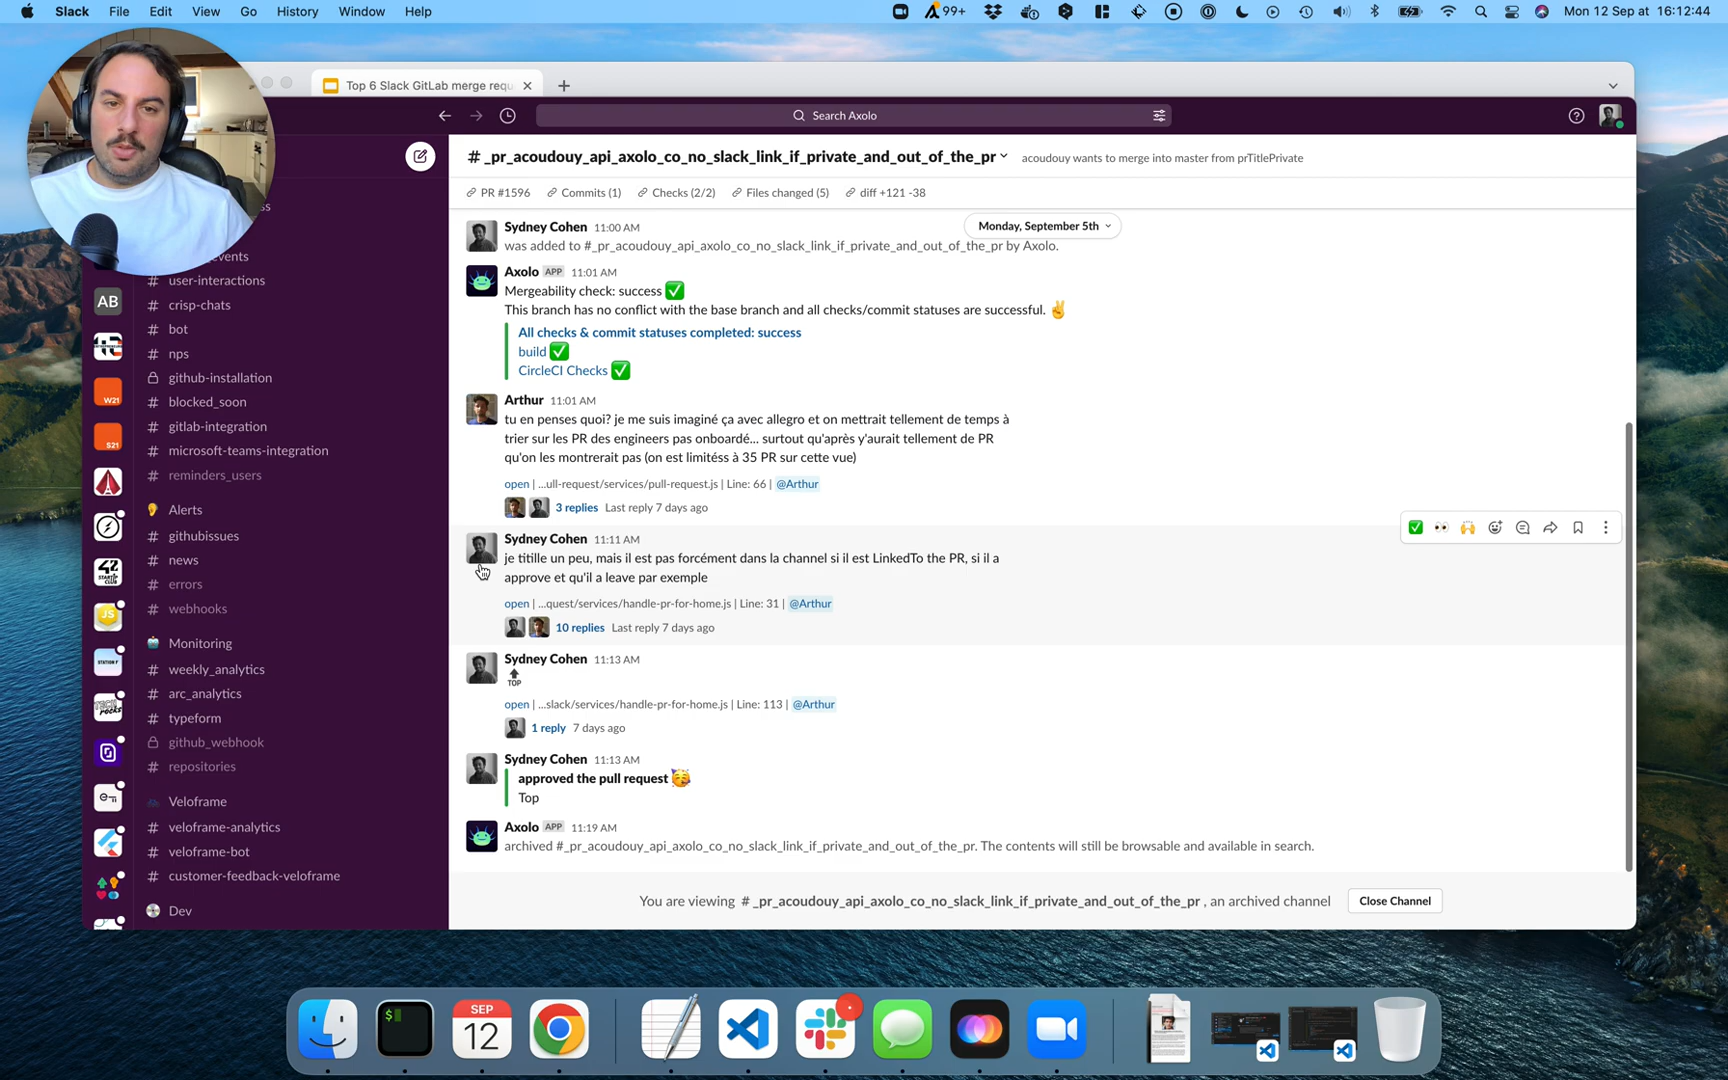 Slack File Edit View Go History Window Help
99+
Mon 12 Sep at 16:12:44
Top 6 Slack GitLab merge requ
Search Axolo
# _pr_acoudouy_api_axolo_co_no_slack_link_if_private_and_out_of_the_pr
acoudouy wants to merge into master from prTitlePrivate
PR #1596 Commits (1) Checks (2/2) Files changed (5) diff +121 -38
Monday, September 5th
Sydney Cohen 11:00 AM
was added to #_pr_acoudouy_api_axolo_co_no_slack_link_if_private_and_out_of_the_pr by Axolo.
Axolo APP 11:01 AM
Mergeability check: success ✅
This branch has no conflict with the base branch and all checks/commit statuses are successful. ✌️
All checks & commit statuses completed: success
build ✅
CircleCI Checks ✅
Arthur 11:01 AM
tu en penses quoi? je me suis imaginé ça avec allegro et on mettrait tellement de temps à
trier sur les PR des engineers pas onboardé... surtout qu'après y'aurait tellement de PR
qu'on les montrerait pas (on est limitéss à 35 PR sur cette vue)
open | ...ull-request/services/pull-request.js | Line: 66 | @Arthur
3 replies Last reply 7 days ago
Sydney Cohen 11:11 AM
je titille un peu, mais il est pas forcément dans la channel si il est LinkedTo the PR, si il a
approve et qu'il a leave par exemple
open | ...quest/services/handle-pr-for-home.js | Line: 31 | @Arthur
10 replies Last reply 7 days ago
Sydney Cohen 11:13 AM
TOP
open | ...slack/services/handle-pr-for-home.js | Line: 113 | @Arthur
1 reply 7 days ago
Sydney Cohen 11:13 AM
approved the pull request 🥳
Top
Axolo APP 11:19 AM
archived #_pr_acoudouy_api_axolo_co_no_slack_link_if_private_and_out_of_the_pr. The contents will still be browsable and available in search.
You are viewing # _pr_acoudouy_api_axolo_co_no_slack_link_if_private_and_out_of_the_pr , an archived channel
Close Channel
AB
W21
S21
42
JS
STATION F
# user-interactions
# crisp-chats
# bot
# nps
github-installation
# blocked_soon
# gitlab-integration
# microsoft-teams-integration
# reminders_users
Alerts
# githubissues
# news
# errors
# webhooks
Monitoring
# weekly_analytics
# arc_analytics
# typeform
github_webhook
# repositories
Veloframe
# veloframe-analytics
# veloframe-bot
# customer-feedback-veloframe
Dev
$
SEP
12